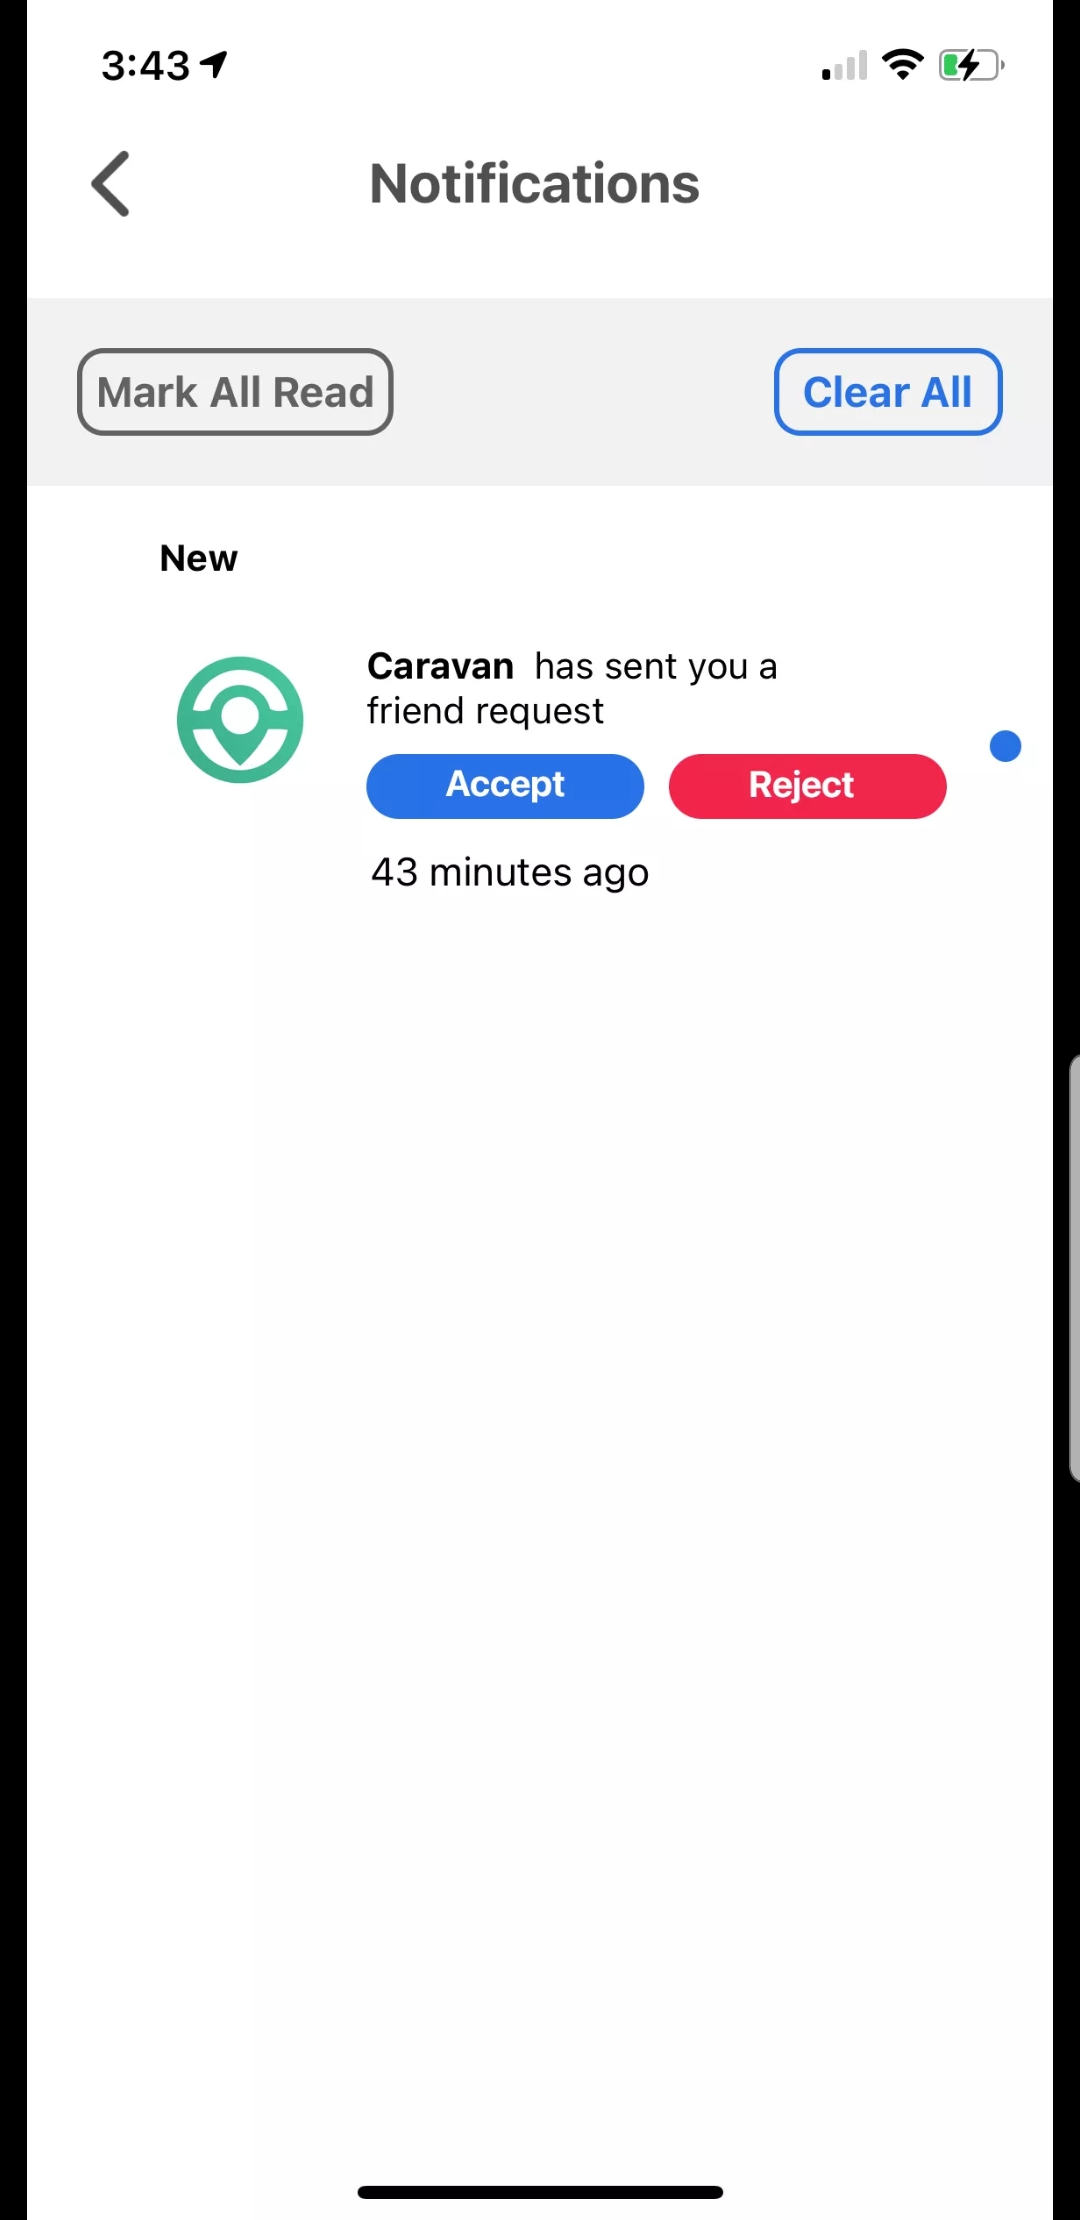 3:43
Notifications
Mark All Read
Clear All
New
Caravan has sent you a
friend request
Accept
Reject
43 minutes ago